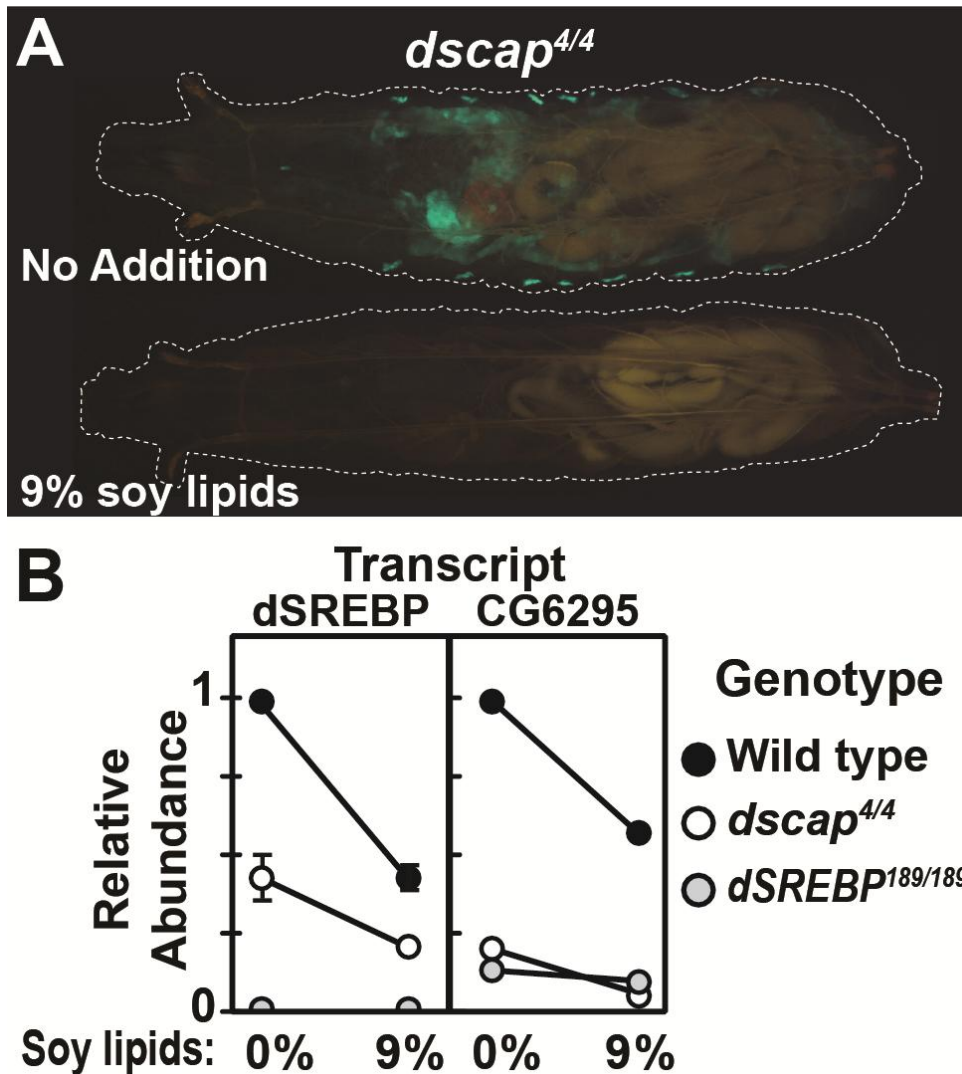 A
dscap4/4
No Addition
9% soy lipids
B
Transcript
dSREBP CG6295
1
Relative
Abundance
0
Genotype
Wild type
dscap4/4
dSREBP189/189
Soy lipids: 0% 9% 0% 9%